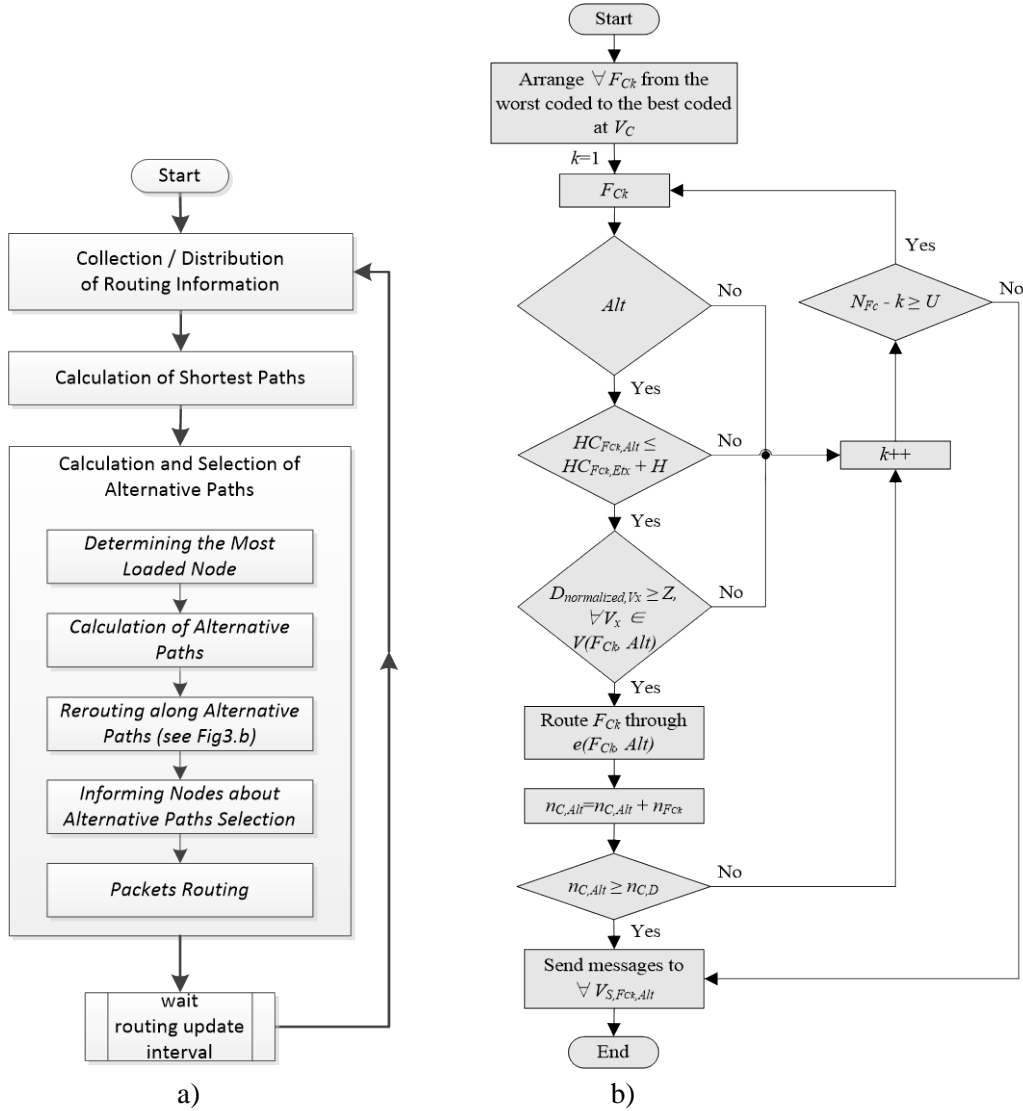 Start
Collection / Distribution
of Routing Information
Calculation of Shortest Paths
Calculation and Selection of
Alternative Paths
Determining the Most
Loaded Node
Calculation of Alternative
Paths
Rerouting along Alternative
Paths (see Fig3.b)
Informing Nodes about
Alternative Paths Selection
Packets Routing
wait
routing update
interval
a)
Start
Arrange ∀ F_Ck from the
worst coded to the best coded
at V_C
k=1
F_Ck
Alt
No
Yes
HC_FCk,Alt ≤
HC_FCk,Etx + H
No
Yes
D_normalized,Vx ≥ Z,
∀V_x ∈
V(F_Ck, Alt)
No
Yes
Route F_Ck through
e(F_Ck, Alt)
n_C,Alt=n_C,Alt + n_FCk
n_C,Alt ≥ n_C,D
No
Yes
Send messages to
∀ V_S,FCk,Alt
End
k++
N_Fc - k ≥ U
Yes
No
b)